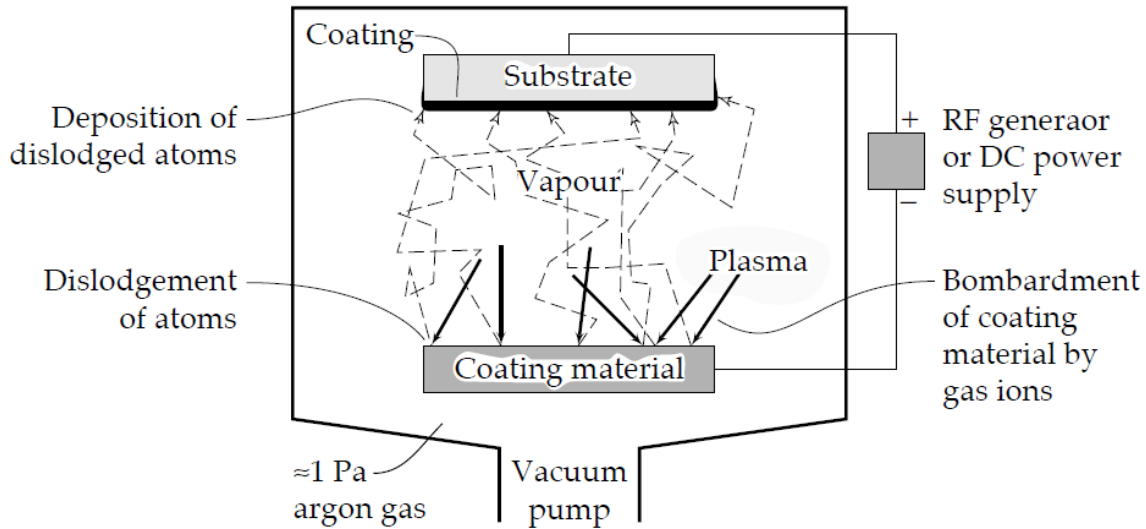 Coating
Substrate
Deposition of
dislodged atoms
+
RF generaor
or DC power
supply
−
Vapour
Dislodgement
of atoms
Plasma
Bombardment
of coating
material by
gas ions
Coating material
≈1 Pa
argon gas
Vacuum
pump